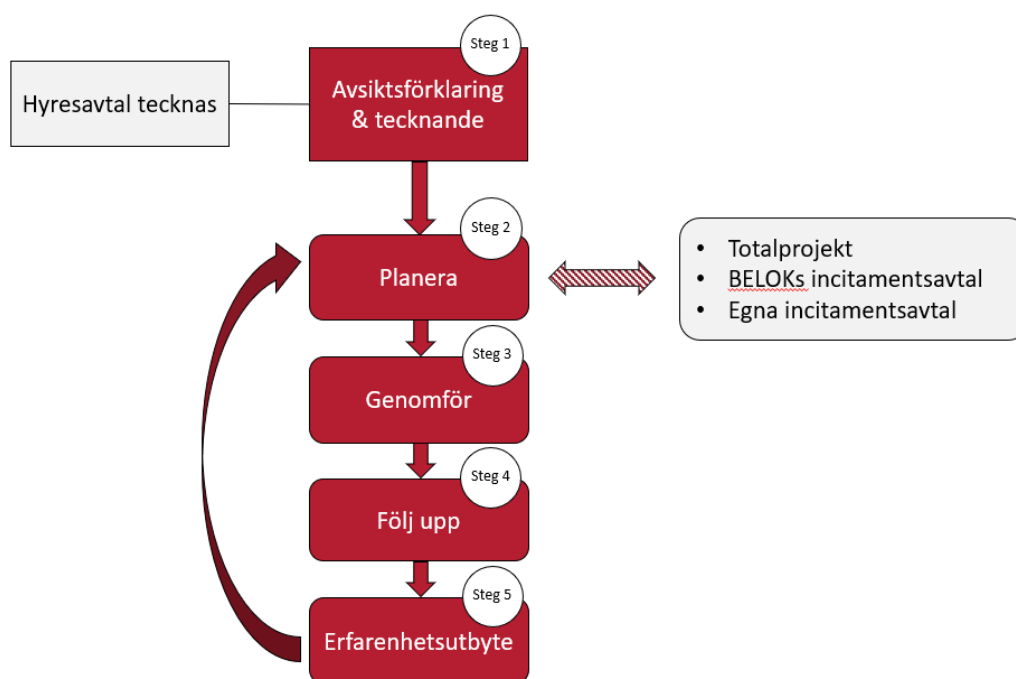 Steg 1
Hyresavtal tecknas
Avsiktsförklaring
& tecknande
Steg 2
Planera
• Totalprojekt
• BELOKs incitamentsavtal
• Egna incitamentsavtal
Steg 3
Genomför
Steg 4
Följ upp
Steg 5
Erfarenhetsutbyte